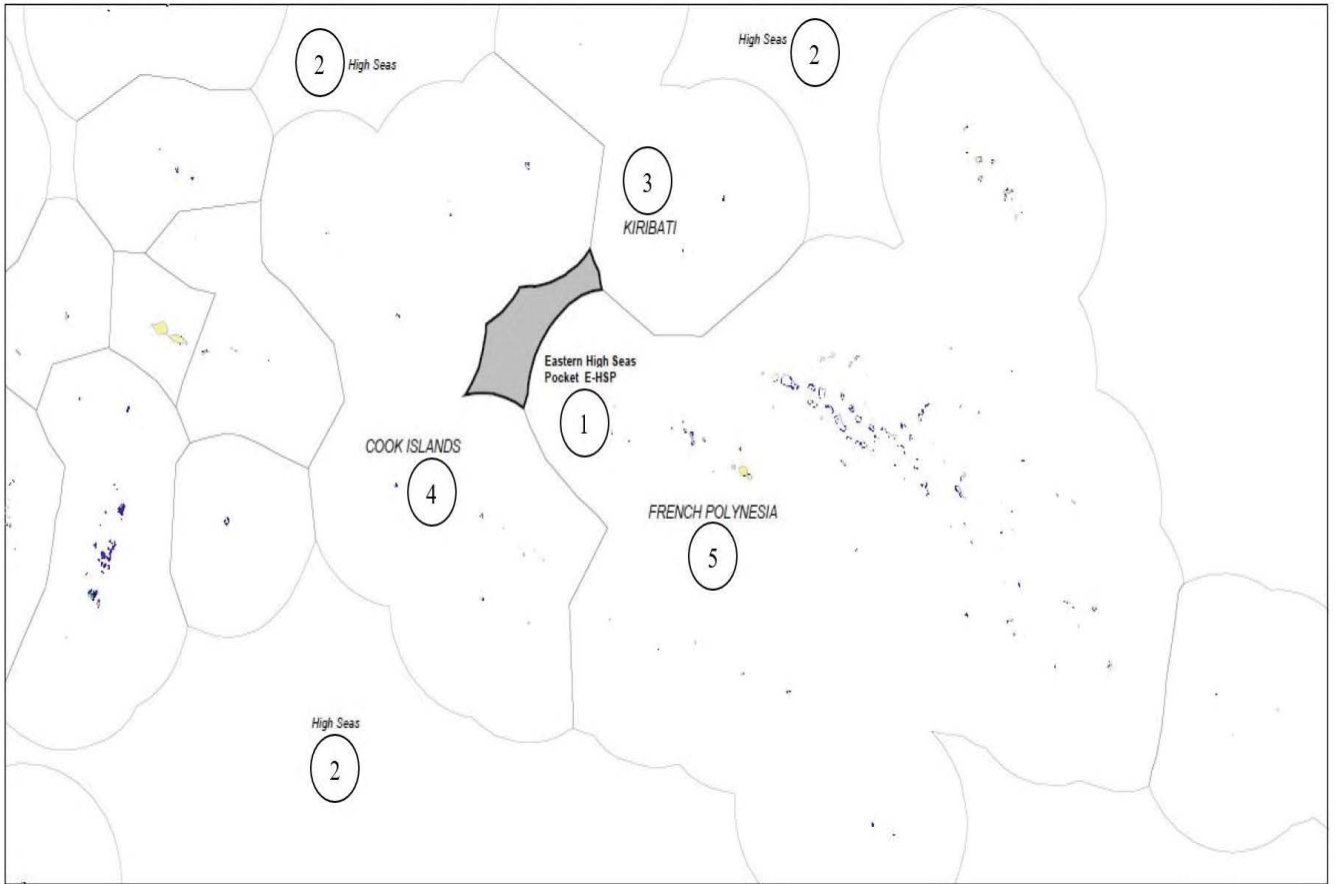 High Seas
2
2
High Seas
3
KIRIBATI
Eastern High Seas
Pocket E-HSP
1
COOK ISLANDS
4
FRENCH POLYNESIA
5
High Seas
2